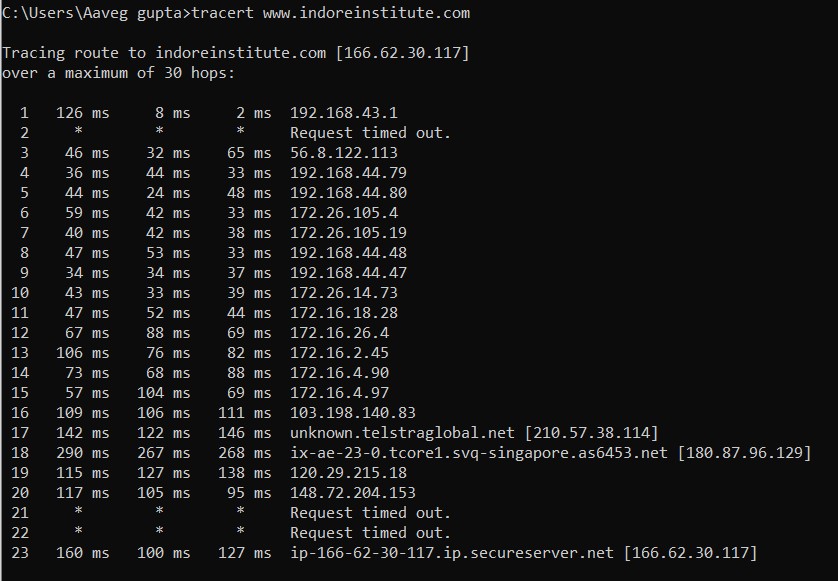 C:\Users\Aaveg gupta>tracert www.indoreinstitute.com
Tracing route to indoreinstitute.com [166.62.30.117]
over a maximum of 30 hops:
1 126 ms 8 ms 2 ms 192.168.43.1
2 * * * Request timed out.
3 46 ms 32 ms 65 ms 56.8.122.113
4 36 ms 44 ms 33 ms 192.168.44.79
5 44 ms 24 ms 48 ms 192.168.44.80
6 59 ms 42 ms 33 ms 172.26.105.4
7 40 ms 42 ms 38 ms 172.26.105.19
8 47 ms 53 ms 33 ms 192.168.44.48
9 34 ms 34 ms 37 ms 192.168.44.47
10 43 ms 33 ms 39 ms 172.26.14.73
11 47 ms 52 ms 44 ms 172.16.18.28
12 67 ms 88 ms 69 ms 172.16.26.4
13 106 ms 76 ms 82 ms 172.16.2.45
14 73 ms 68 ms 88 ms 172.16.4.90
15 57 ms 104 ms 69 ms 172.16.4.97
16 109 ms 106 ms 111 ms 103.198.140.83
17 142 ms 122 ms 146 ms unknown.telstraglobal.net [210.57.38.114]
18 290 ms 267 ms 268 ms ix-ae-23-0.tcore1.svq-singapore.as6453.net [180.87.96.129]
19 115 ms 127 ms 138 ms 120.29.215.18
20 117 ms 105 ms 95 ms 148.72.204.153
21 * * * Request timed out.
22 * * * Request timed out.
23 160 ms 100 ms 127 ms ip-166-62-30-117.ip.secureserver.net [166.62.30.117]